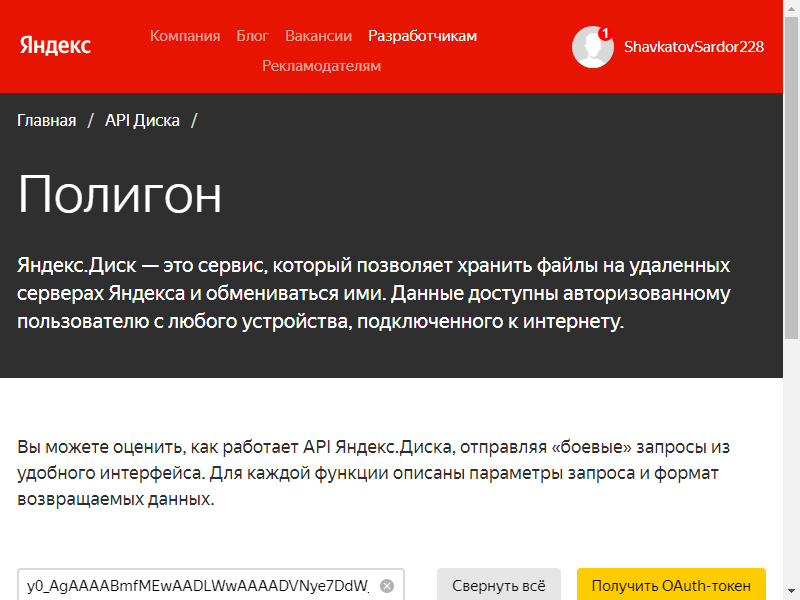 Яндекс
Компания Блог Вакансии Разработчикам
Рекламодателям
1
ShavkatovSardor228
Главная / API Диска /
Полигон
Яндекс.Диск — это сервис, который позволяет хранить файлы на удаленных
серверах Яндекса и обмениваться ими. Данные доступны авторизованному
пользователю с любого устройства, подключенного к интернету.
Вы можете оценить, как работает API Яндекс.Диска, отправляя «боевые» запросы из
удобного интерфейса. Для каждой функции описаны параметры запроса и формат
возвращаемых данных.
y0_AgAAAABmfMEwAADLWwAAAADVNye7DdW
Свернуть всё
Получить OAuth-токен